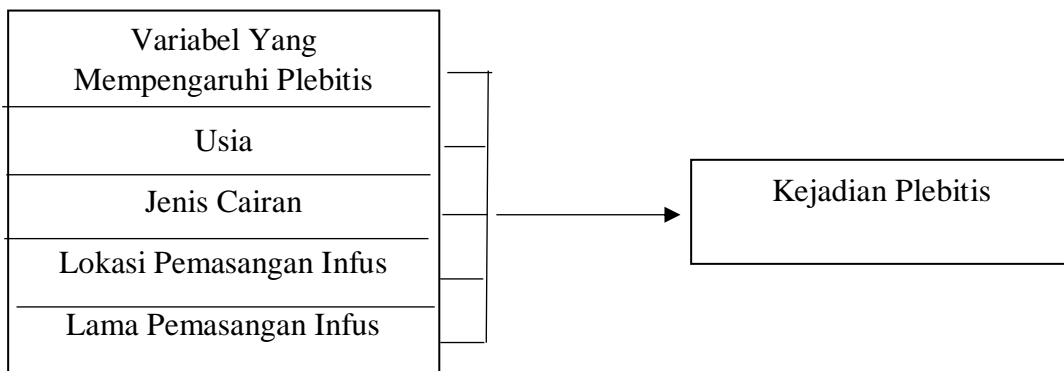 Variabel Yang
Mempengaruhi Plebitis
Usia
Jenis Cairan
Lokasi Pemasangan Infus
Lama Pemasangan Infus
Kejadian Plebitis